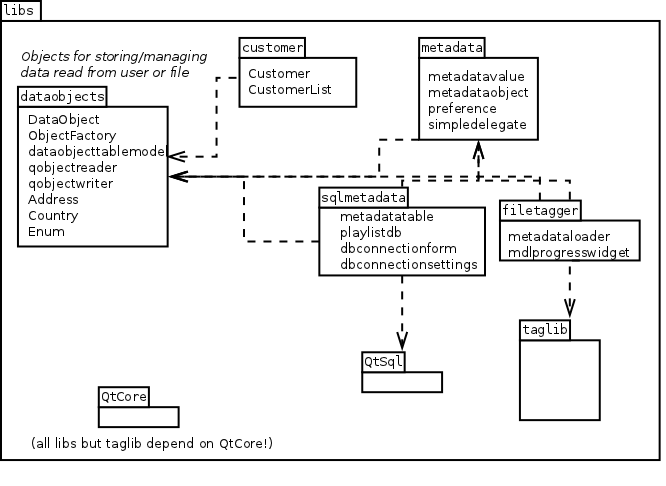 libs
Objects for storing/managing
data read from user or file
dataobjects
DataObject
ObjectFactory
dataobjecttablemodel
qobjectreader
qobjectwriter
Address
Country
Enum
customer
Customer
CustomerList
metadata
metadatavalue
metadataobject
preference
simpledelegate
sqlmetadata
metadatatable
playlistdb
dbconnectionform
dbconnectionsettings
filetagger
metadataloader
mdlprogresswidget
taglib
QtSql
QtCore
(all libs but taglib depend on QtCore!)